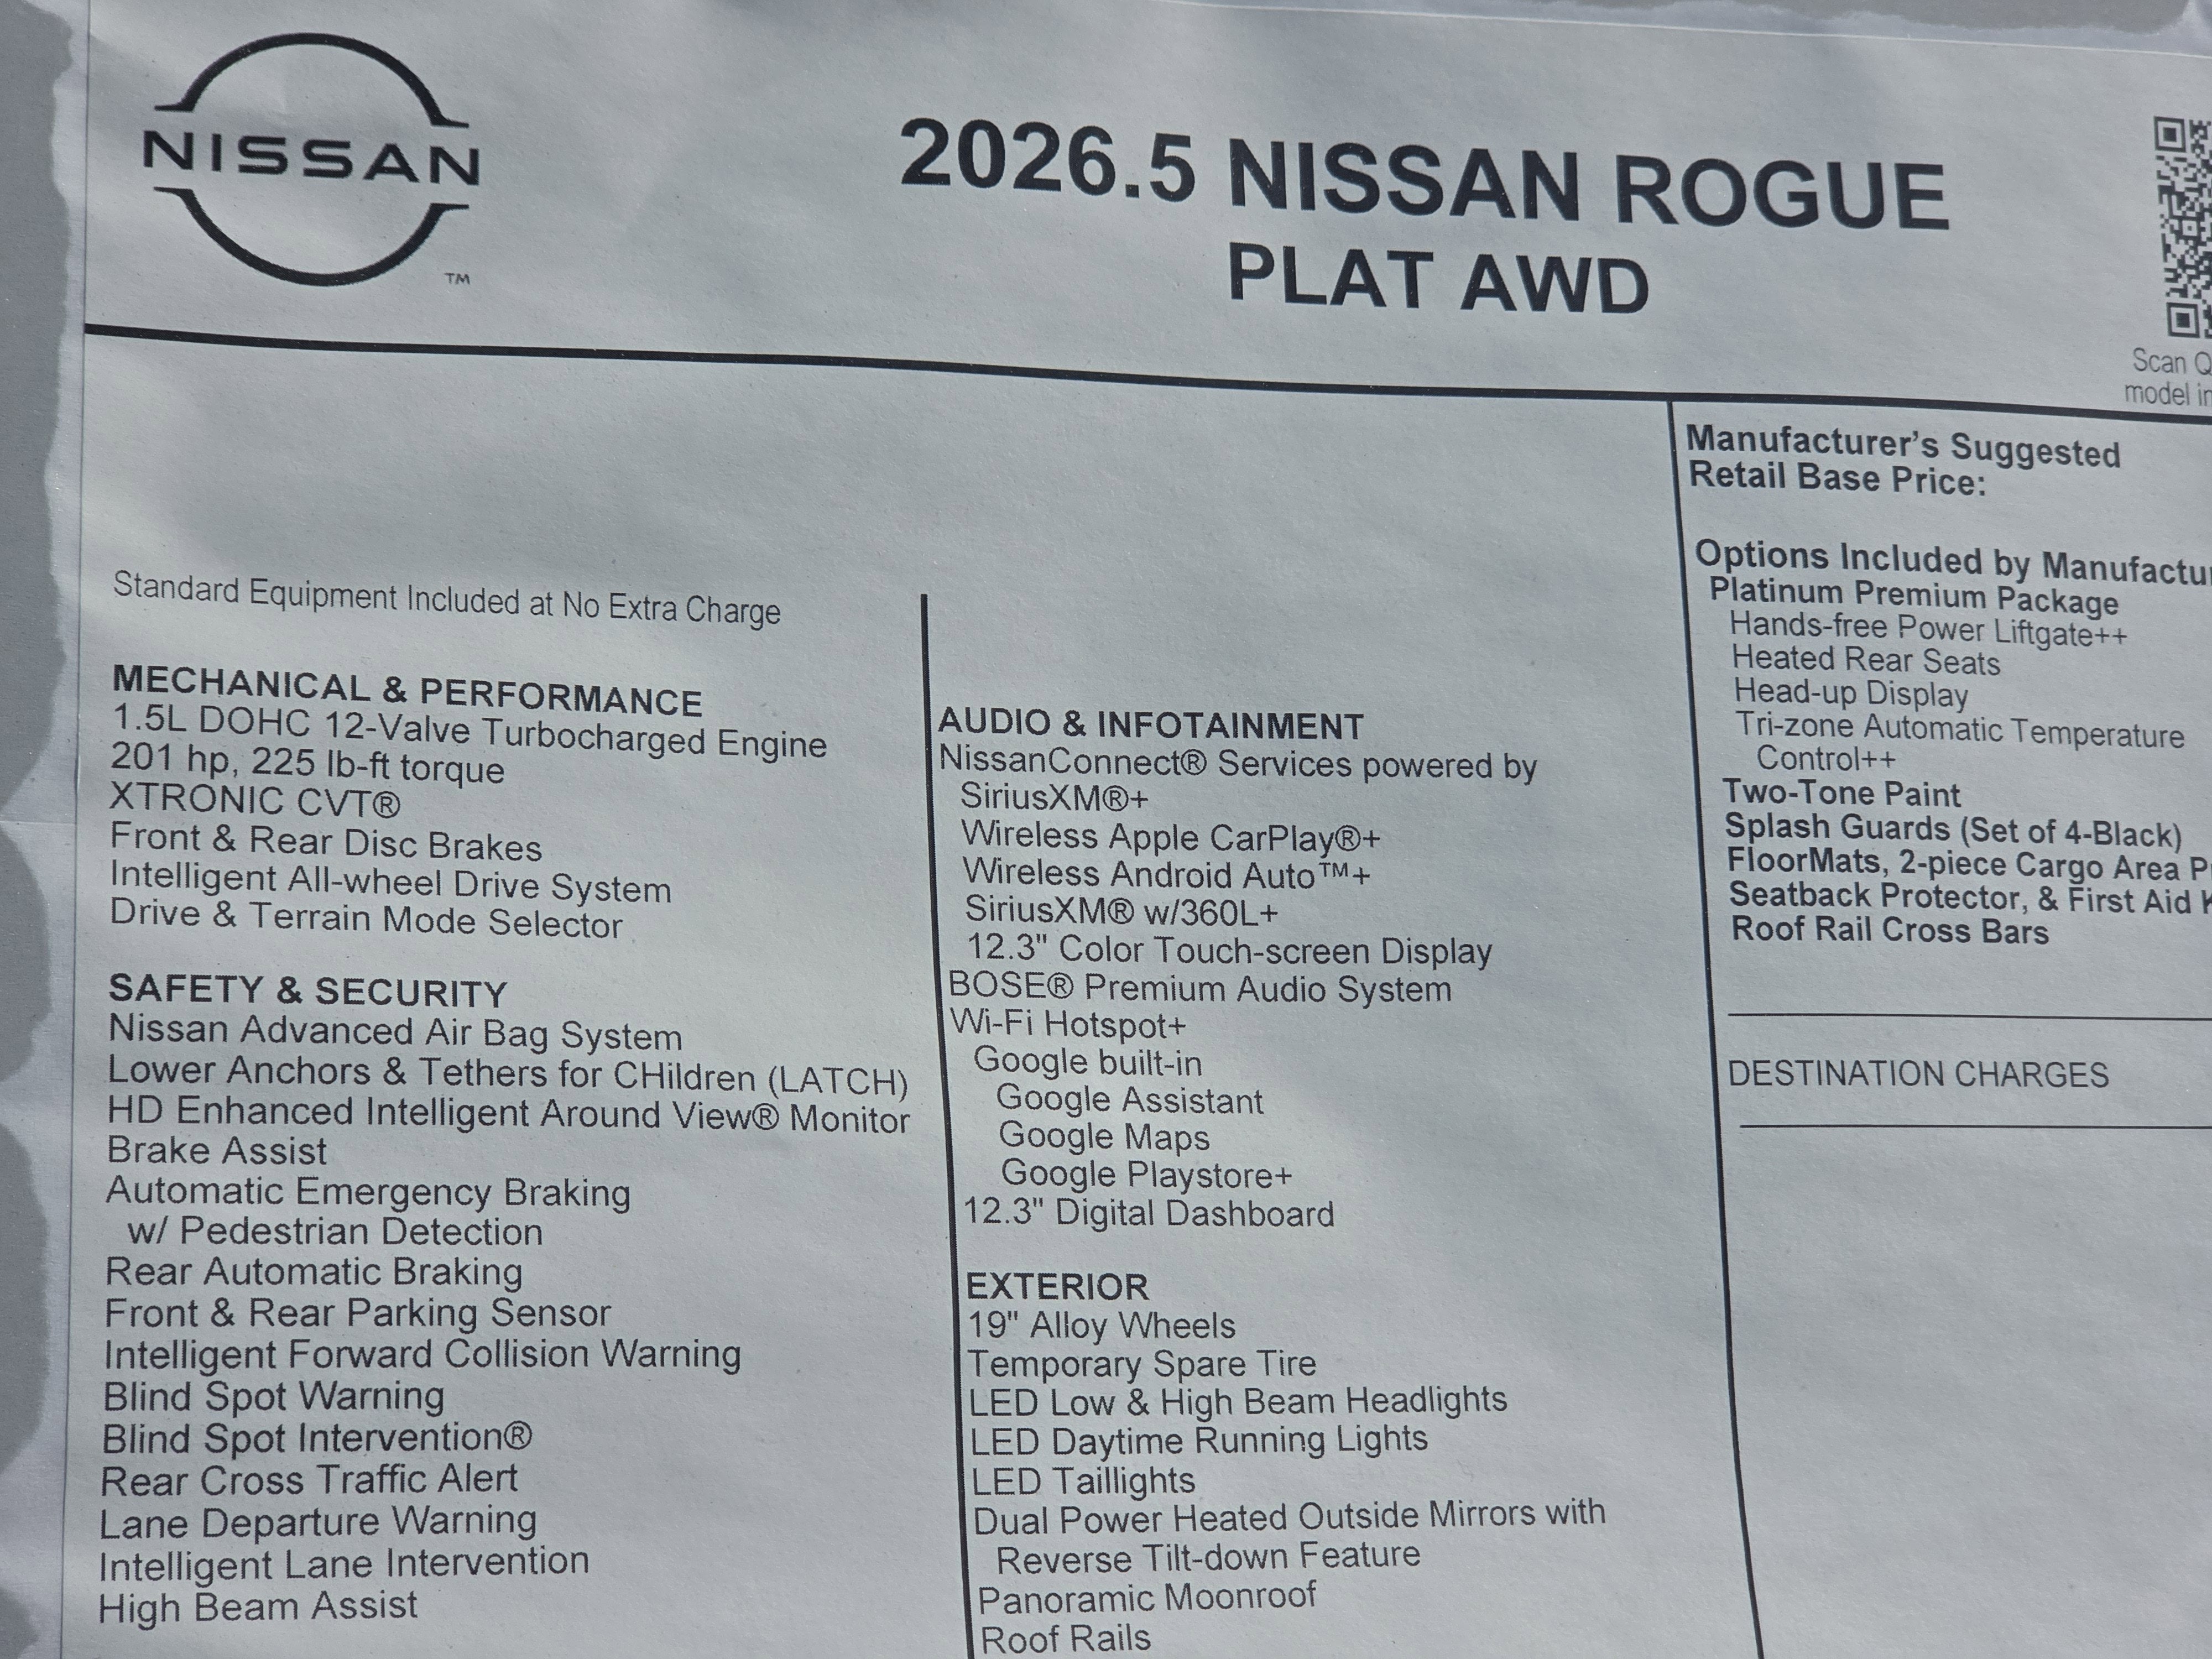 NISSAN
TM
2026.5 NISSAN ROGUE
PLAT AWD
Scan
model
Standard Equipment Included at No Extra Charge
MECHANICAL & PERFORMANCE
1.5L DOHC 12-Valve Turbocharged Engine
201 hp, 225 lb-ft torque
XTRONIC CVT®
Front & Rear Disc Brakes
Intelligent All-wheel Drive System
Drive & Terrain Mode Selector
SAFETY & SECURITY
Nissan Advanced Air Bag System
Lower Anchors & Tethers for CHildren (LATCH)
HD Enhanced Intelligent Around View® Monitor
Brake Assist
Automatic Emergency Braking
w/ Pedestrian Detection
Rear Automatic Braking
Front & Rear Parking Sensor
Intelligent Forward Collision Warning
Blind Spot Warning
Blind Spot Intervention®
Rear Cross Traffic Alert
Lane Departure Warning
Intelligent Lane Intervention
High Beam Assist
AUDIO & INFOTAINMENT
NissanConnect® Services powered by
SiriusXM®+
Wireless Apple CarPlay®+
Wireless Android Auto™+
SiriusXM® w/360L+
12.3" Color Touch-screen Display
BOSE® Premium Audio System
Wi-Fi Hotspot+
Google built-in
Google Assistant
Google Maps
Google Playstore+
12.3" Digital Dashboard
EXTERIOR
19" Alloy Wheels
Temporary Spare Tire
LED Low & High Beam Headlights
LED Daytime Running Lights
LED Taillights
Dual Power Heated Outside Mirrors with
Reverse Tilt-down Feature
Panoramic Moonroof
Roof Rails
Manufacturer's Suggested
Retail Base Price:
Options Included by
Platinum Premium Package
Hands-free Power Liftgate++
Heated Rear Seats
Head-up Display
Tri-zone Automatic Temperature
Control++
Two-Tone Paint
Splash Guards (Set of 4-Black)
FloorMats, 2-piece Cargo Area
Seatback Protector, & First Aid
Roof Rail Cross Bars
DESTINATION CHARGES